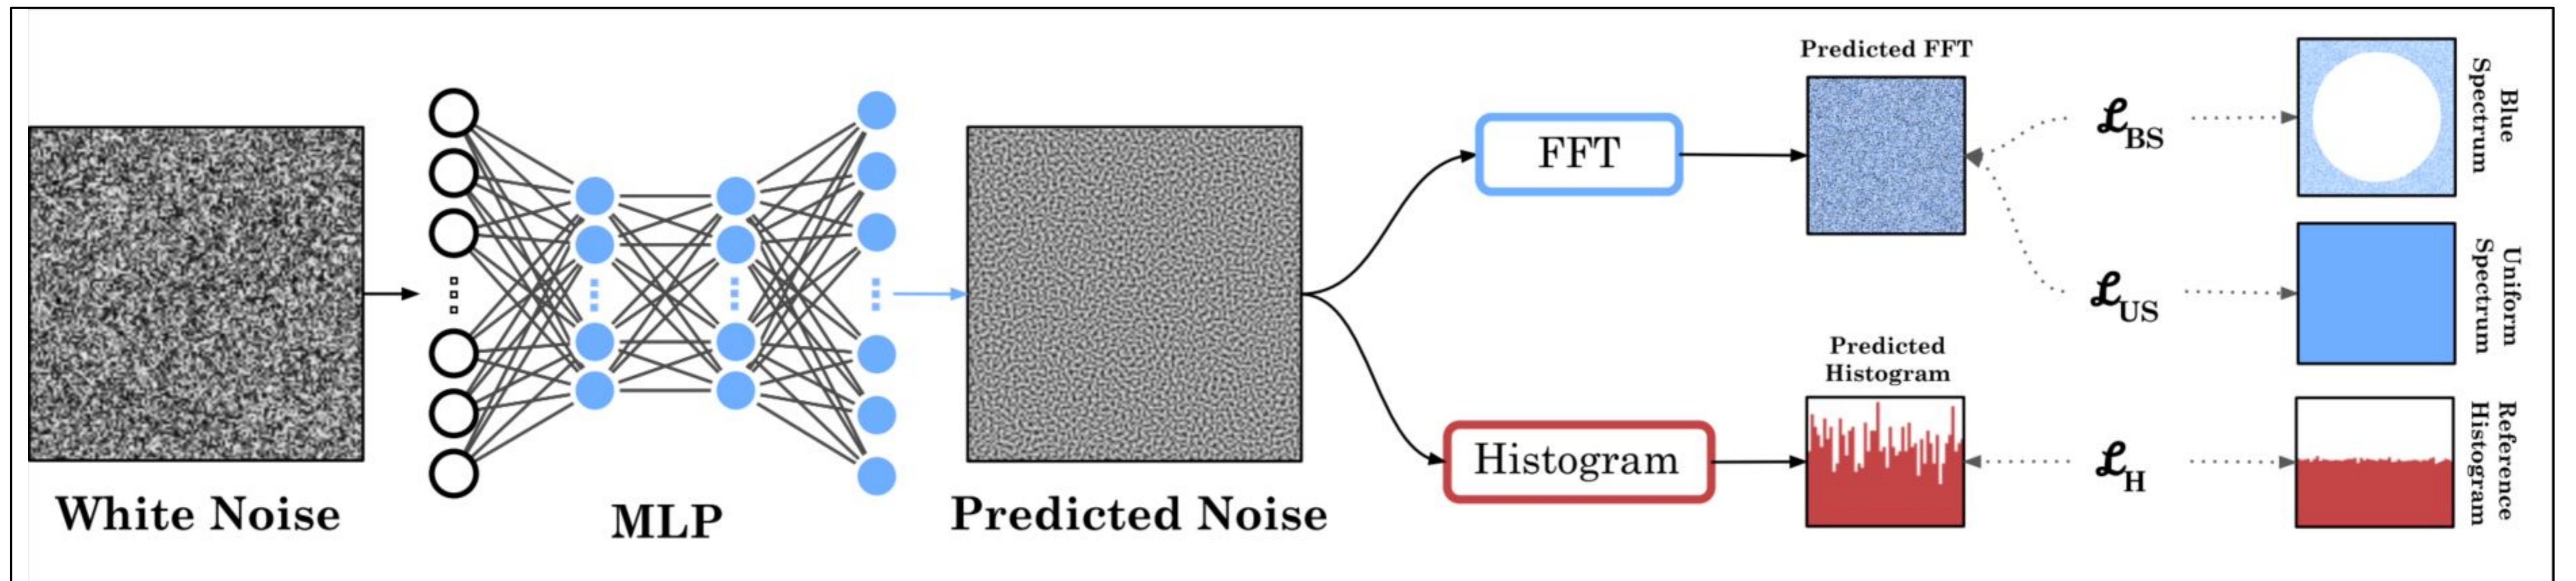 White Noise
MLP
Predicted Noise
FFT
Histogram
Predicted FFT
Predicted
Histogram
ℒBS
ℒUS
ℒH
Blue
Spectrum
Uniform
Spectrum
Reference
Histogram